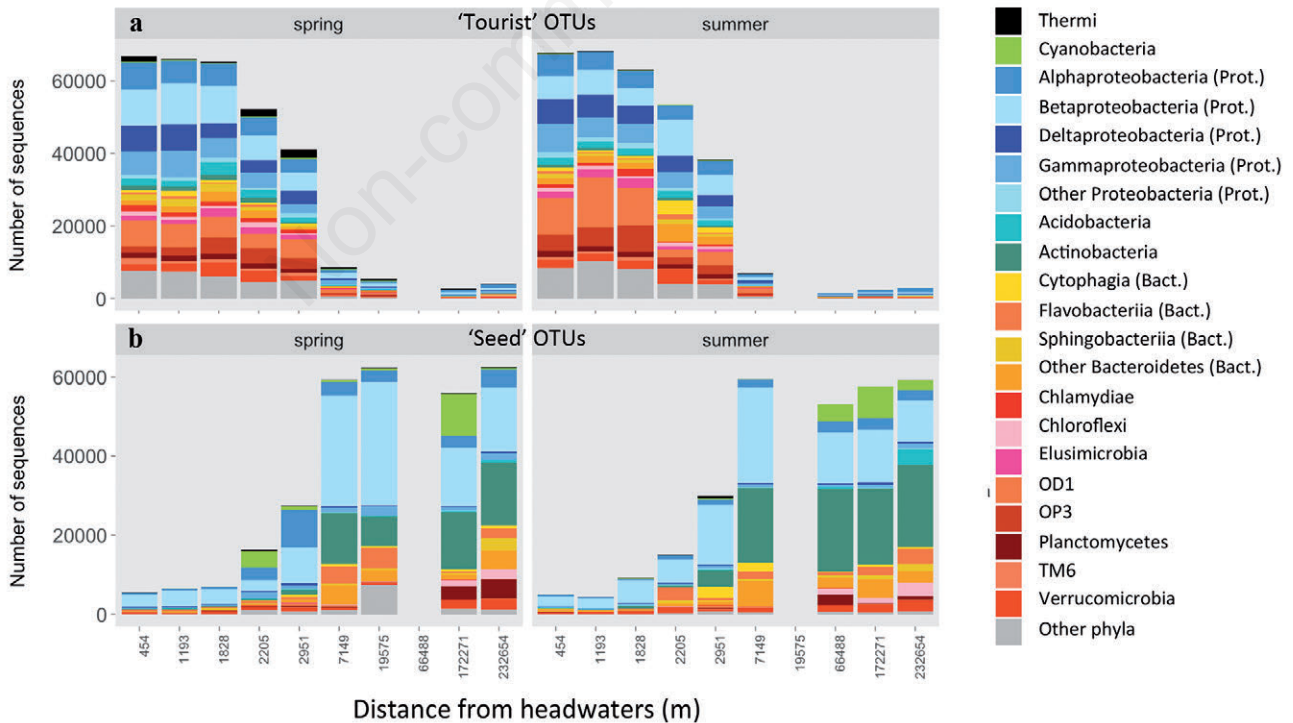 a
'Tourist' OTUs
spring
summer
Number of sequences
60000
40000
20000
0
b
'Seed' OTUs
spring
summer
Number of sequences
60000
40000
20000
0
454 1193 1828 2205 2951 7149 19575 66488 172271 232654
454 1193 1828 2205 2951 7149 19575 66488 172271 232654
Distance from headwaters (m)
Thermi
Cyanobacteria
Alphaproteobacteria (Prot.)
Betaproteobacteria (Prot.)
Deltaproteobacteria (Prot.)
Gammaproteobacteria (Prot.)
Other Proteobacteria (Prot.)
Acidobacteria
Actinobacteria
Cytophagia (Bact.)
Flavobacteriia (Bact.)
Sphingobacteriia (Bact.)
Other Bacteroidetes (Bact.)
Chlamydiae
Chloroflexi
Elusimicrobia
OD1
OP3
Planctomycetes
TM6
Verrucomicrobia
Other phyla